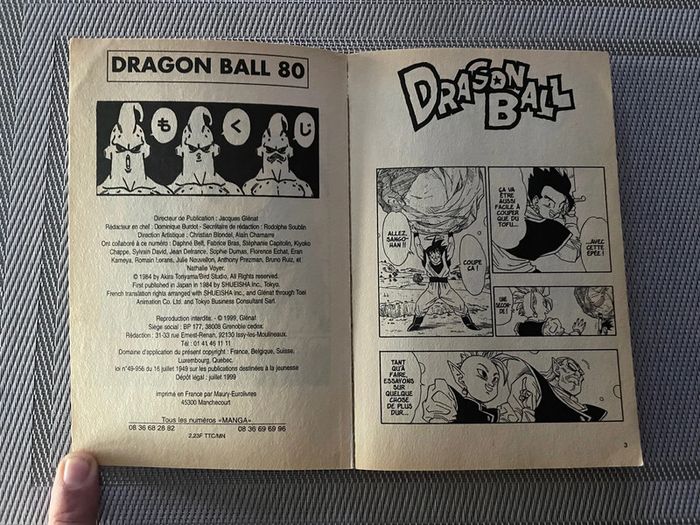 DRAGON BALL 80
も く じ
Directeur de Publication : Jacques Glénat
Rédacteur en chef : Dominique Burdot - Secrétaire de rédaction : Rodolphe Soublin
Direction Artistique : Christian Blondel, Alain Chamarre
Ont collaboré à ce numéro : Daphné Belt, Fabrice Bras, Stéphanie Capitolin, Kiyoko
Chappe, Sylvain David, Jean Defrance, Sophie Dumas, Florence Echat, Eran
Kameya, Romain Lorans, Julie Nouvellon, Anthony Prezman, Bruno Ruiz, et
Nathalie Voyer.
© 1984 by Akira Toriyama/Bird Studio, All Rights reserved.
First published in Japan in 1984 by SHUEISHA Inc., Tokyo.
French translation rights arranged with SHUEISHA Inc., and Glénat through Toei
Animation Co. Ltd. and Tokyo Business Consultant Sarl.
Reproduction interdite. - © 1999, Glénat.
Siège social : BP 177, 38008 Grenoble cedex.
Rédaction : 31-33 rue Ernest-Renan, 92130 Issy-les-Moulineaux.
Tél : 01 41 46 11 11
Domaine d'application du présent copyright : France, Belgique, Suisse,
Luxembourg, Québec.
loi n°49-956 du 16 juillet 1949 sur les publications destinées à la jeunesse
Dépôt légal : juillet 1999
Imprimé en France par Maury-Eurolivres
45300 Manchecourt
Tous les numéros «MANGA»
08 36 68 28 82 08 36 69 69 96
2,23F TTC/MN
DRAGON
BALL
ALLEZ,
SANGO-
HAN !!
COUPE
ÇA !
ÇA VA
ÊTRE
AUSSI
FACILE À
COUPER
QUE DU
TOFU...
...AVEC
CETTE
ÉPÉE !
UNE
SECON-
DE !
TANT
QU'À
FAIRE,
ESSAYONS
SUR
QUELQUE
CHOSE
DE PLUS
DUR...
3